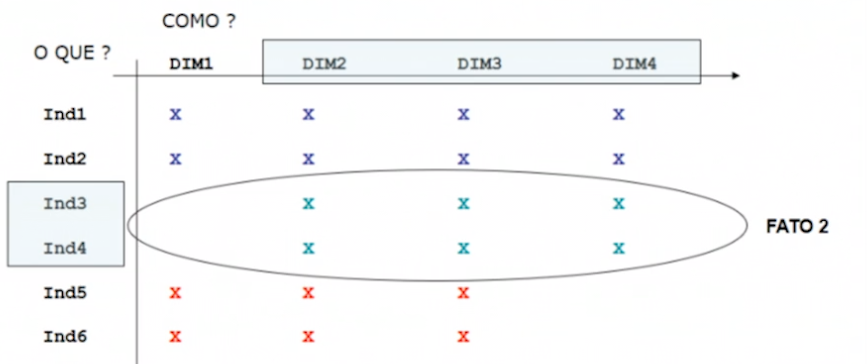 COMO ?
O QUE ?
DIM1 DIM2 DIM3 DIM4
Ind1 X X X X
Ind2 X X X X
Ind3 X X X
FATO 2
Ind4 X X X
Ind5 X X X
Ind6 X X X